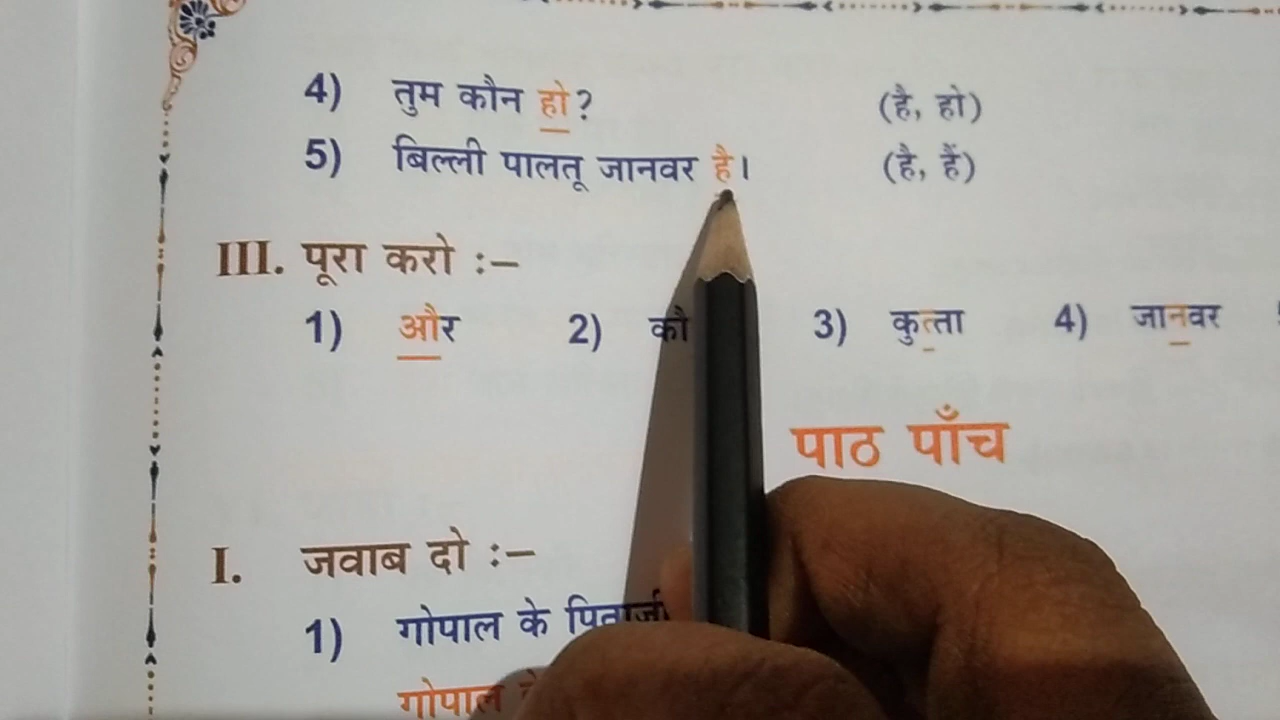 4) तुम कौन हो? (है, हो)
5) बिल्ली पालतू जानवर है। (है, हैं)
III. पूरा करो :–
1) और 2) कौ 3) कुत्ता 4) जानवर
पाठ पाँच
I. जवाब दो :–
1) गोपाल के पिताजी
गोपाल